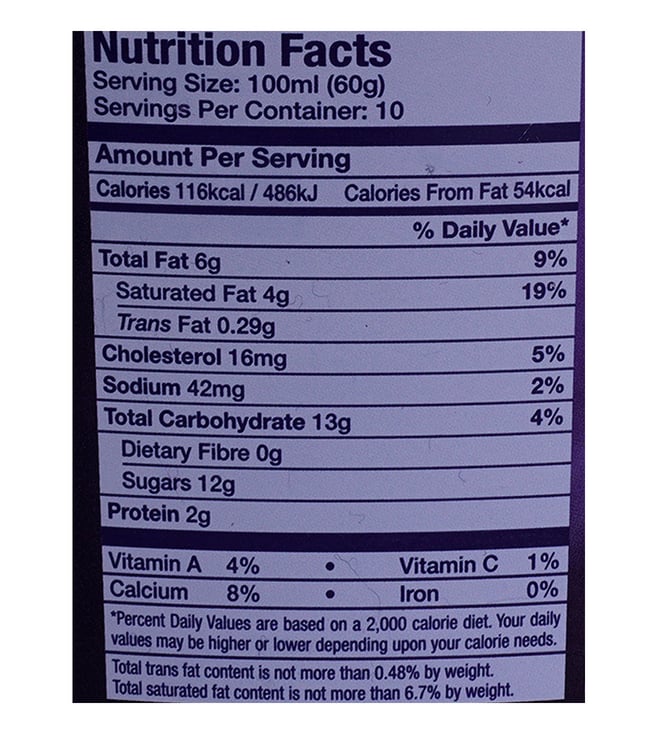 Nutrition Facts
Serving Size: 100ml (60g)
Servings Per Container: 10
Amount Per Serving
Calories 116kcal / 486kJ Calories From Fat 54kcal
% Daily Value*
Total Fat 6g 9%
Saturated Fat 4g 19%
Trans Fat 0.29g
Cholesterol 16mg 5%
Sodium 42mg 2%
Total Carbohydrate 13g 4%
Dietary Fibre 0g
Sugars 12g
Protein 2g
Vitamin A 4% • Vitamin C 1%
Calcium 8% • Iron 0%
*Percent Daily Values are based on a 2,000 calorie diet. Your daily
values may be higher or lower depending upon your calorie needs.
Total trans fat content is not more than 0.48% by weight.
Total saturated fat content is not more than 6.7% by weight.